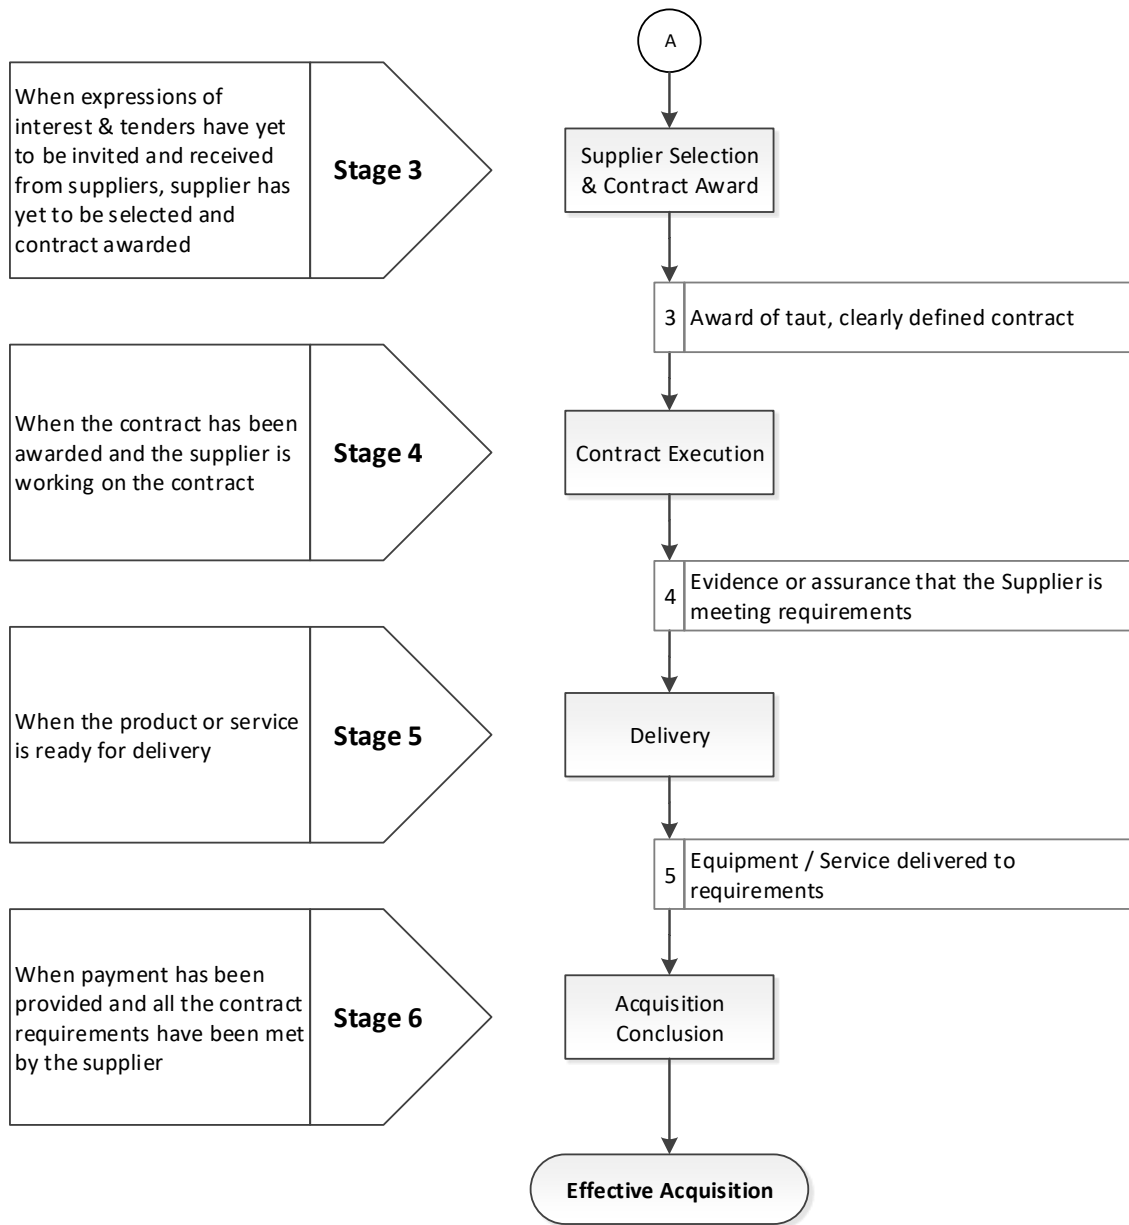 A
When expressions of
interest & tenders have yet
to be invited and received
from suppliers, supplier has
yet to be selected and
contract awarded
Stage 3
Supplier Selection
& Contract Award
3
Award of taut, clearly defined contract
When the contract has been
awarded and the supplier is
working on the contract
Stage 4
Contract Execution
4
Evidence or assurance that the Supplier is
meeting requirements
When the product or service
is ready for delivery
Stage 5
Delivery
5
Equipment / Service delivered to
requirements
When payment has been
provided and all the contract
requirements have been met
by the supplier
Stage 6
Acquisition
Conclusion
Effective Acquisition